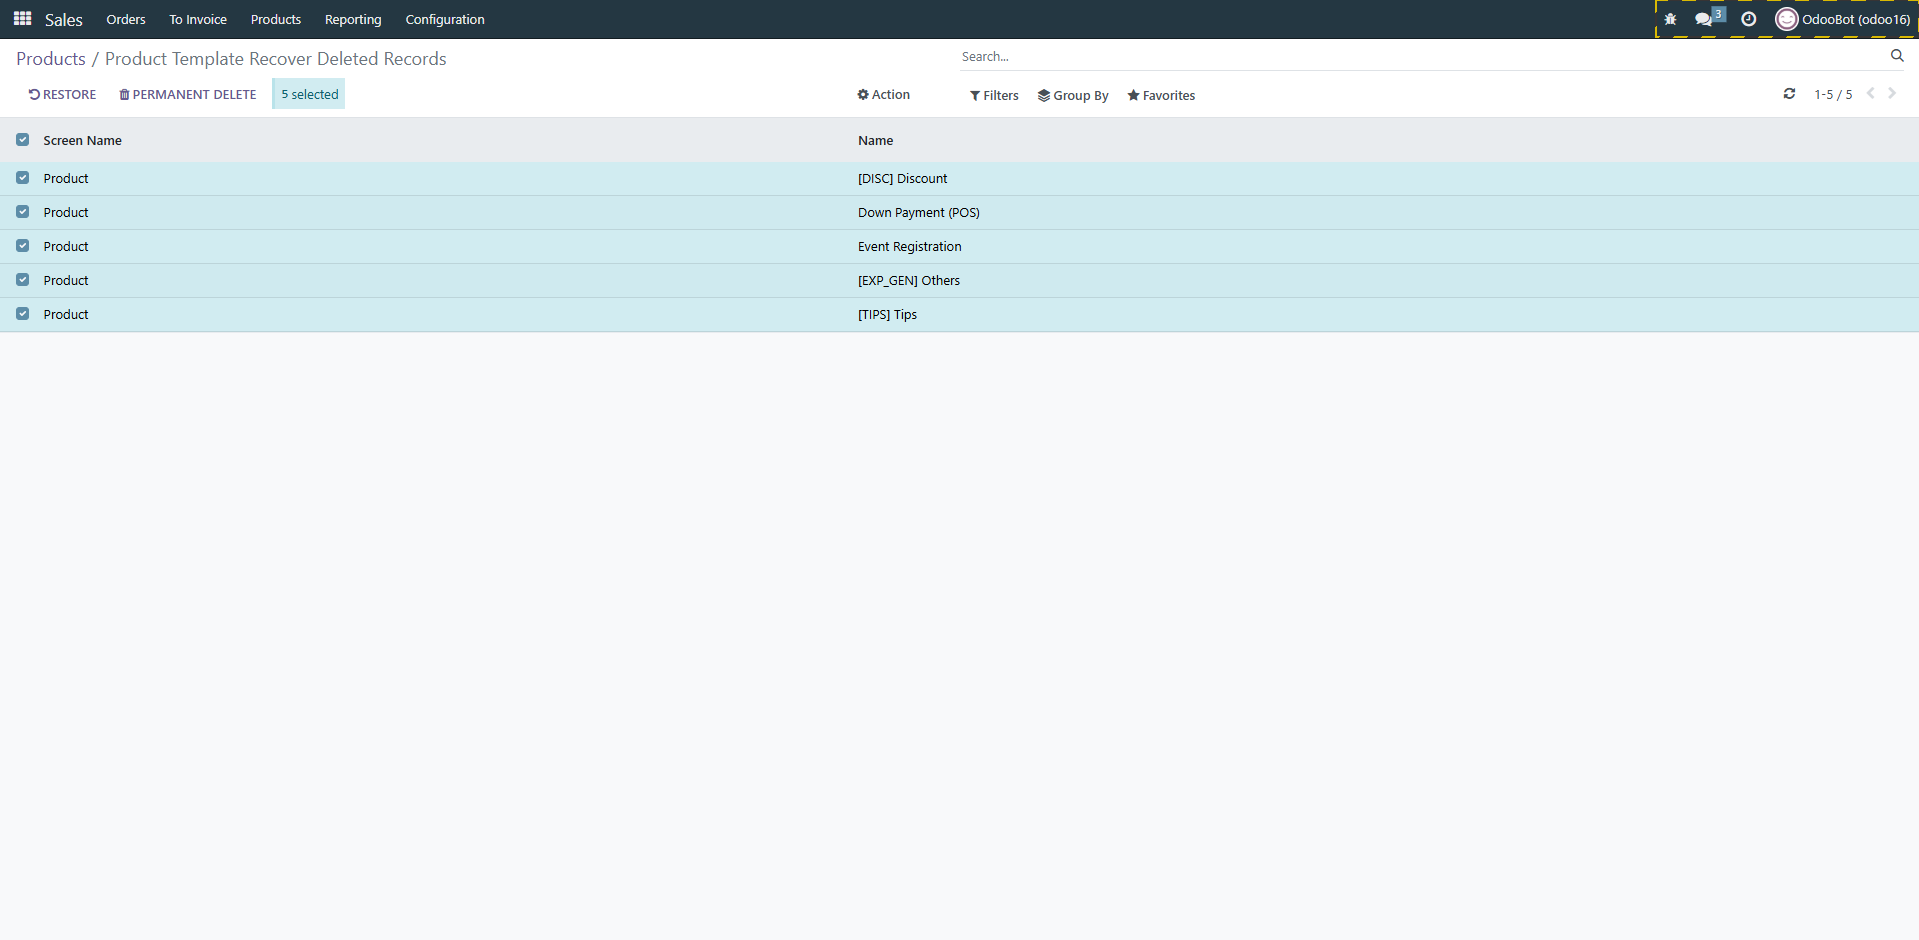 Sales Orders To Invoice Products Reporting Configuration 3 OdooBot (odoo16)
Products / Product Template Recover Deleted Records Search...
RESTORE PERMANENT DELETE 5 selected Action Filters Group By Favorites 1-5 / 5
Screen Name Name
Product [DISC] Discount
Product Down Payment (POS)
Product Event Registration
Product [EXP_GEN] Others
Product [TIPS] Tips